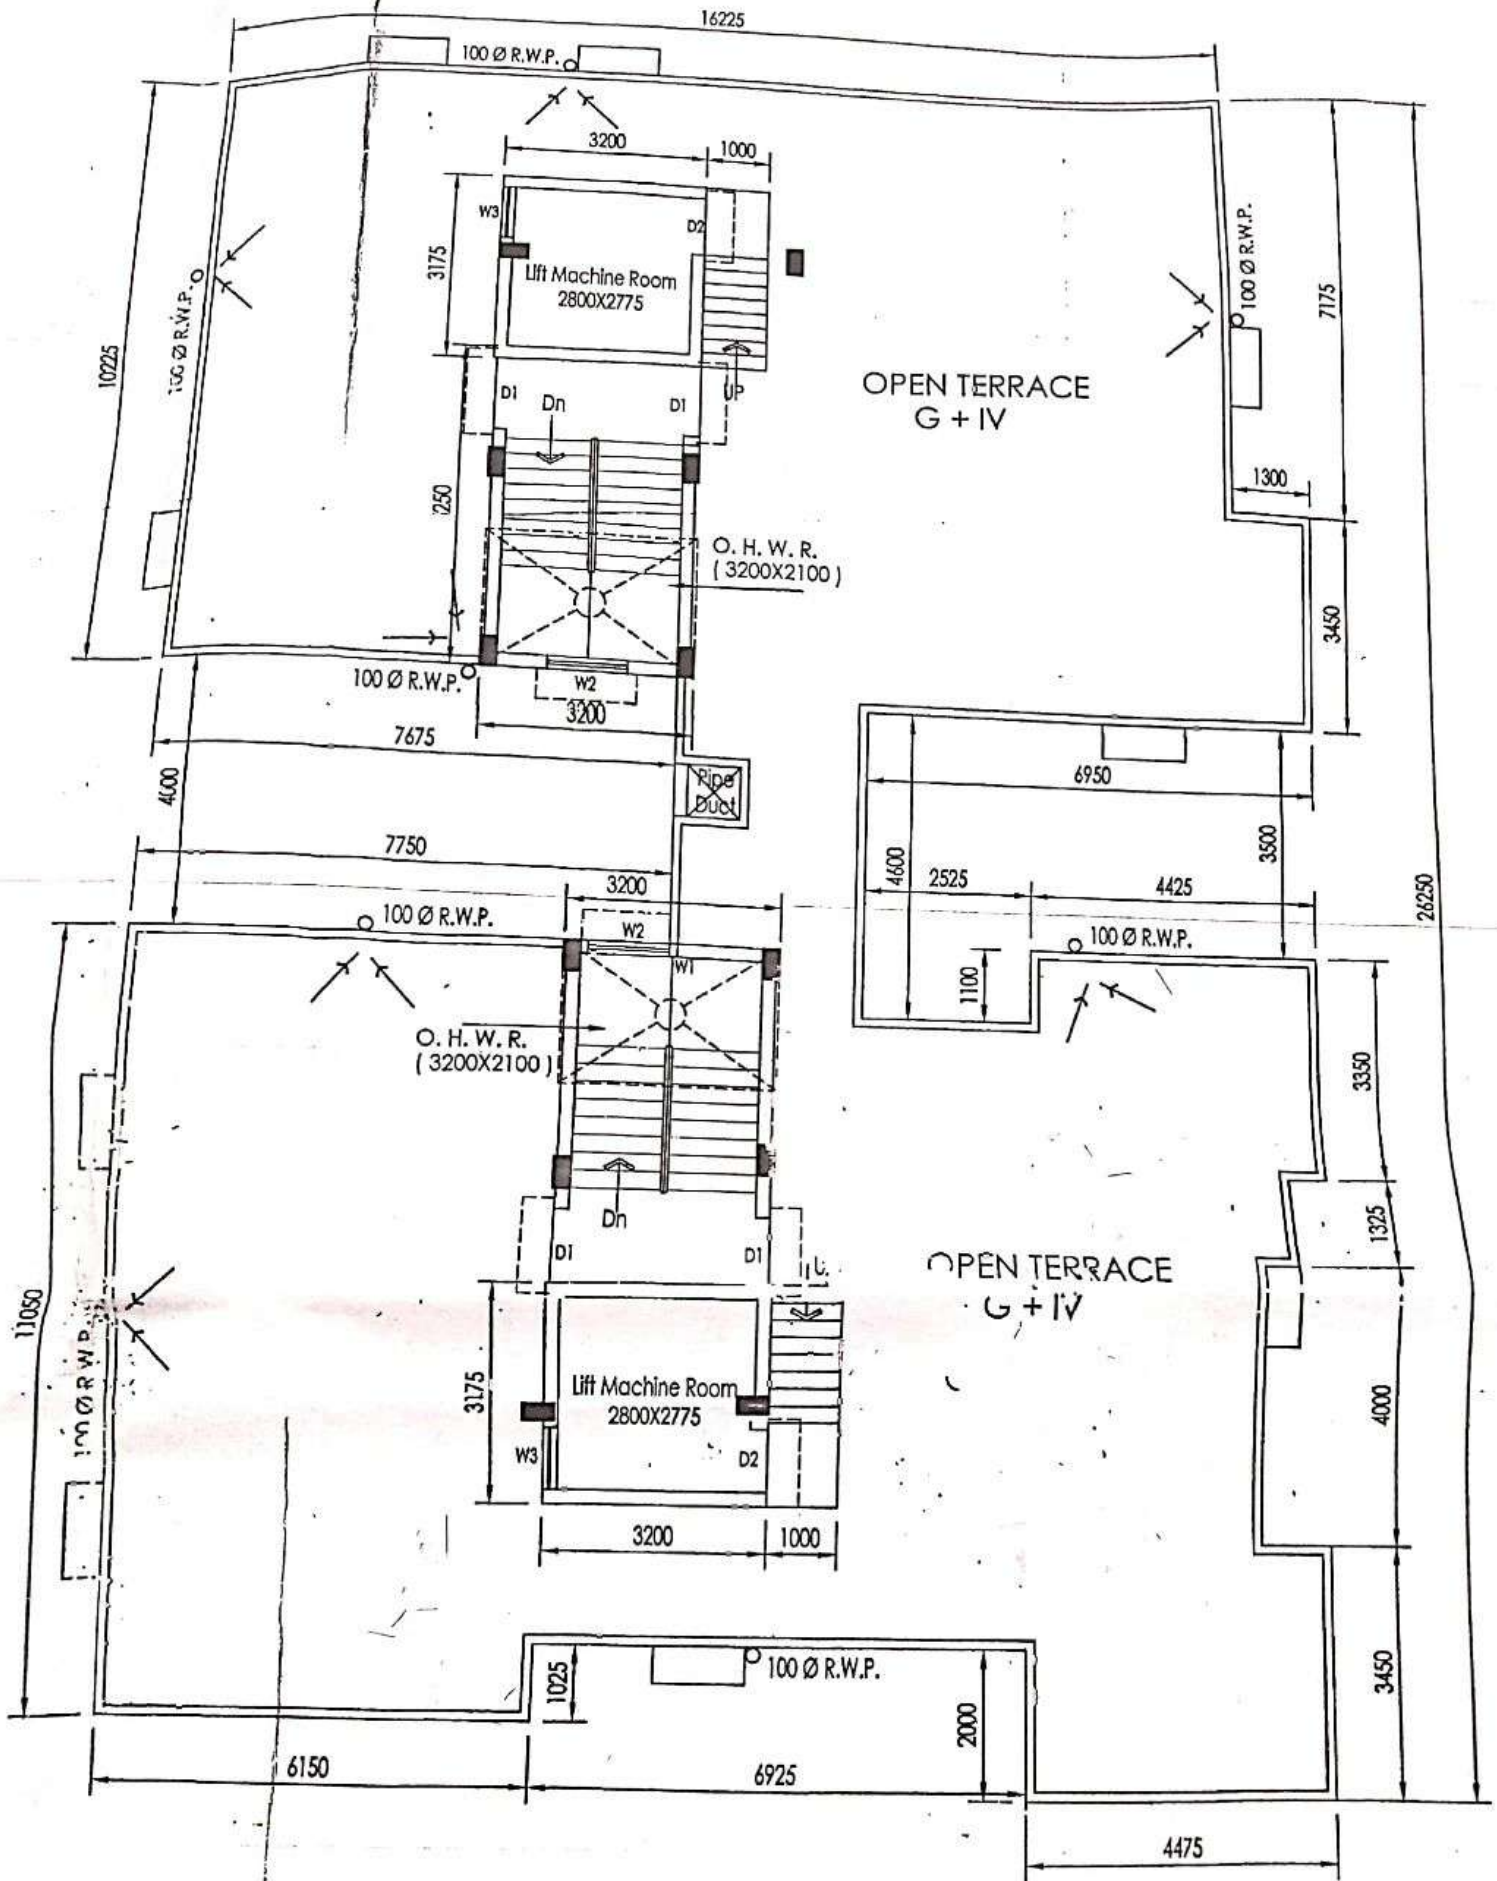 16225
100 Ø R.W.P.
3200
1000
W3
D2
3175
Lift Machine Room
2800X2775
100 Ø R.W.P.
100 Ø R.W.P.
7175
10225
OPEN TERRACE
G + IV
D1
Dn
D1
UP
1300
O. H. W. R.
( 3200X2100 )
3450
100 Ø R.W.P.
W2
3200
7675
4000
Pipe
Duct
6950
3500
7750
3200
4600
2525
4425
26250
100 Ø R.W.P.
W2
W1
100 Ø R.W.P.
1100
O. H. W. R.
( 3200X2100 )
3350
Dn
D1
D1
1325
OPEN TERRACE
G + IV
11050
100 Ø R.W.P.
3175
Lift Machine Room
2800X2775
4000
W3
D2
3200
1000
1025
100 Ø R.W.P.
2000
3450
6150
6925
4475